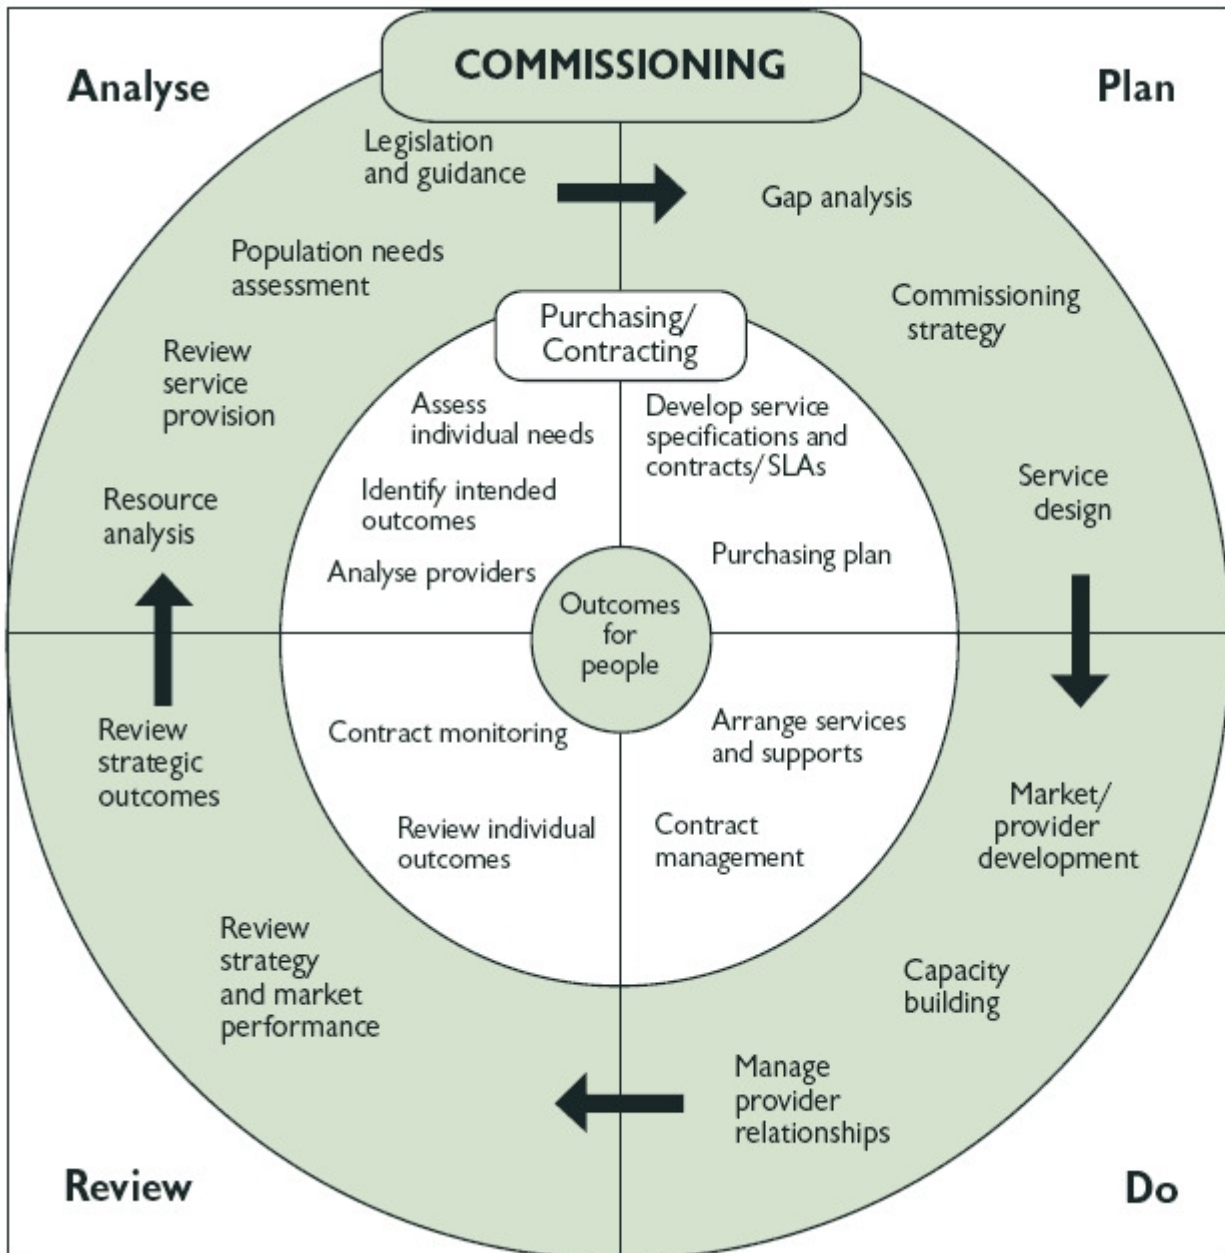 COMMISSIONING
Analyse
Plan
Legislation
and guidance
Population needs
assessment
Review
service
provision
Resource
analysis
Gap analysis
Commissioning
strategy
Service
design
Purchasing/
Contracting
Assess
individual needs
Identify intended
outcomes
Analyse providers
Develop service
specifications and
contracts/SLAs
Purchasing plan
Outcomes
for
people
Contract monitoring
Review individual
outcomes
Arrange services
and supports
Contract
management
Review
strategic
outcomes
Review
strategy
and market
performance
Market/
provider
development
Capacity
building
Manage
provider
relationships
Review
Do